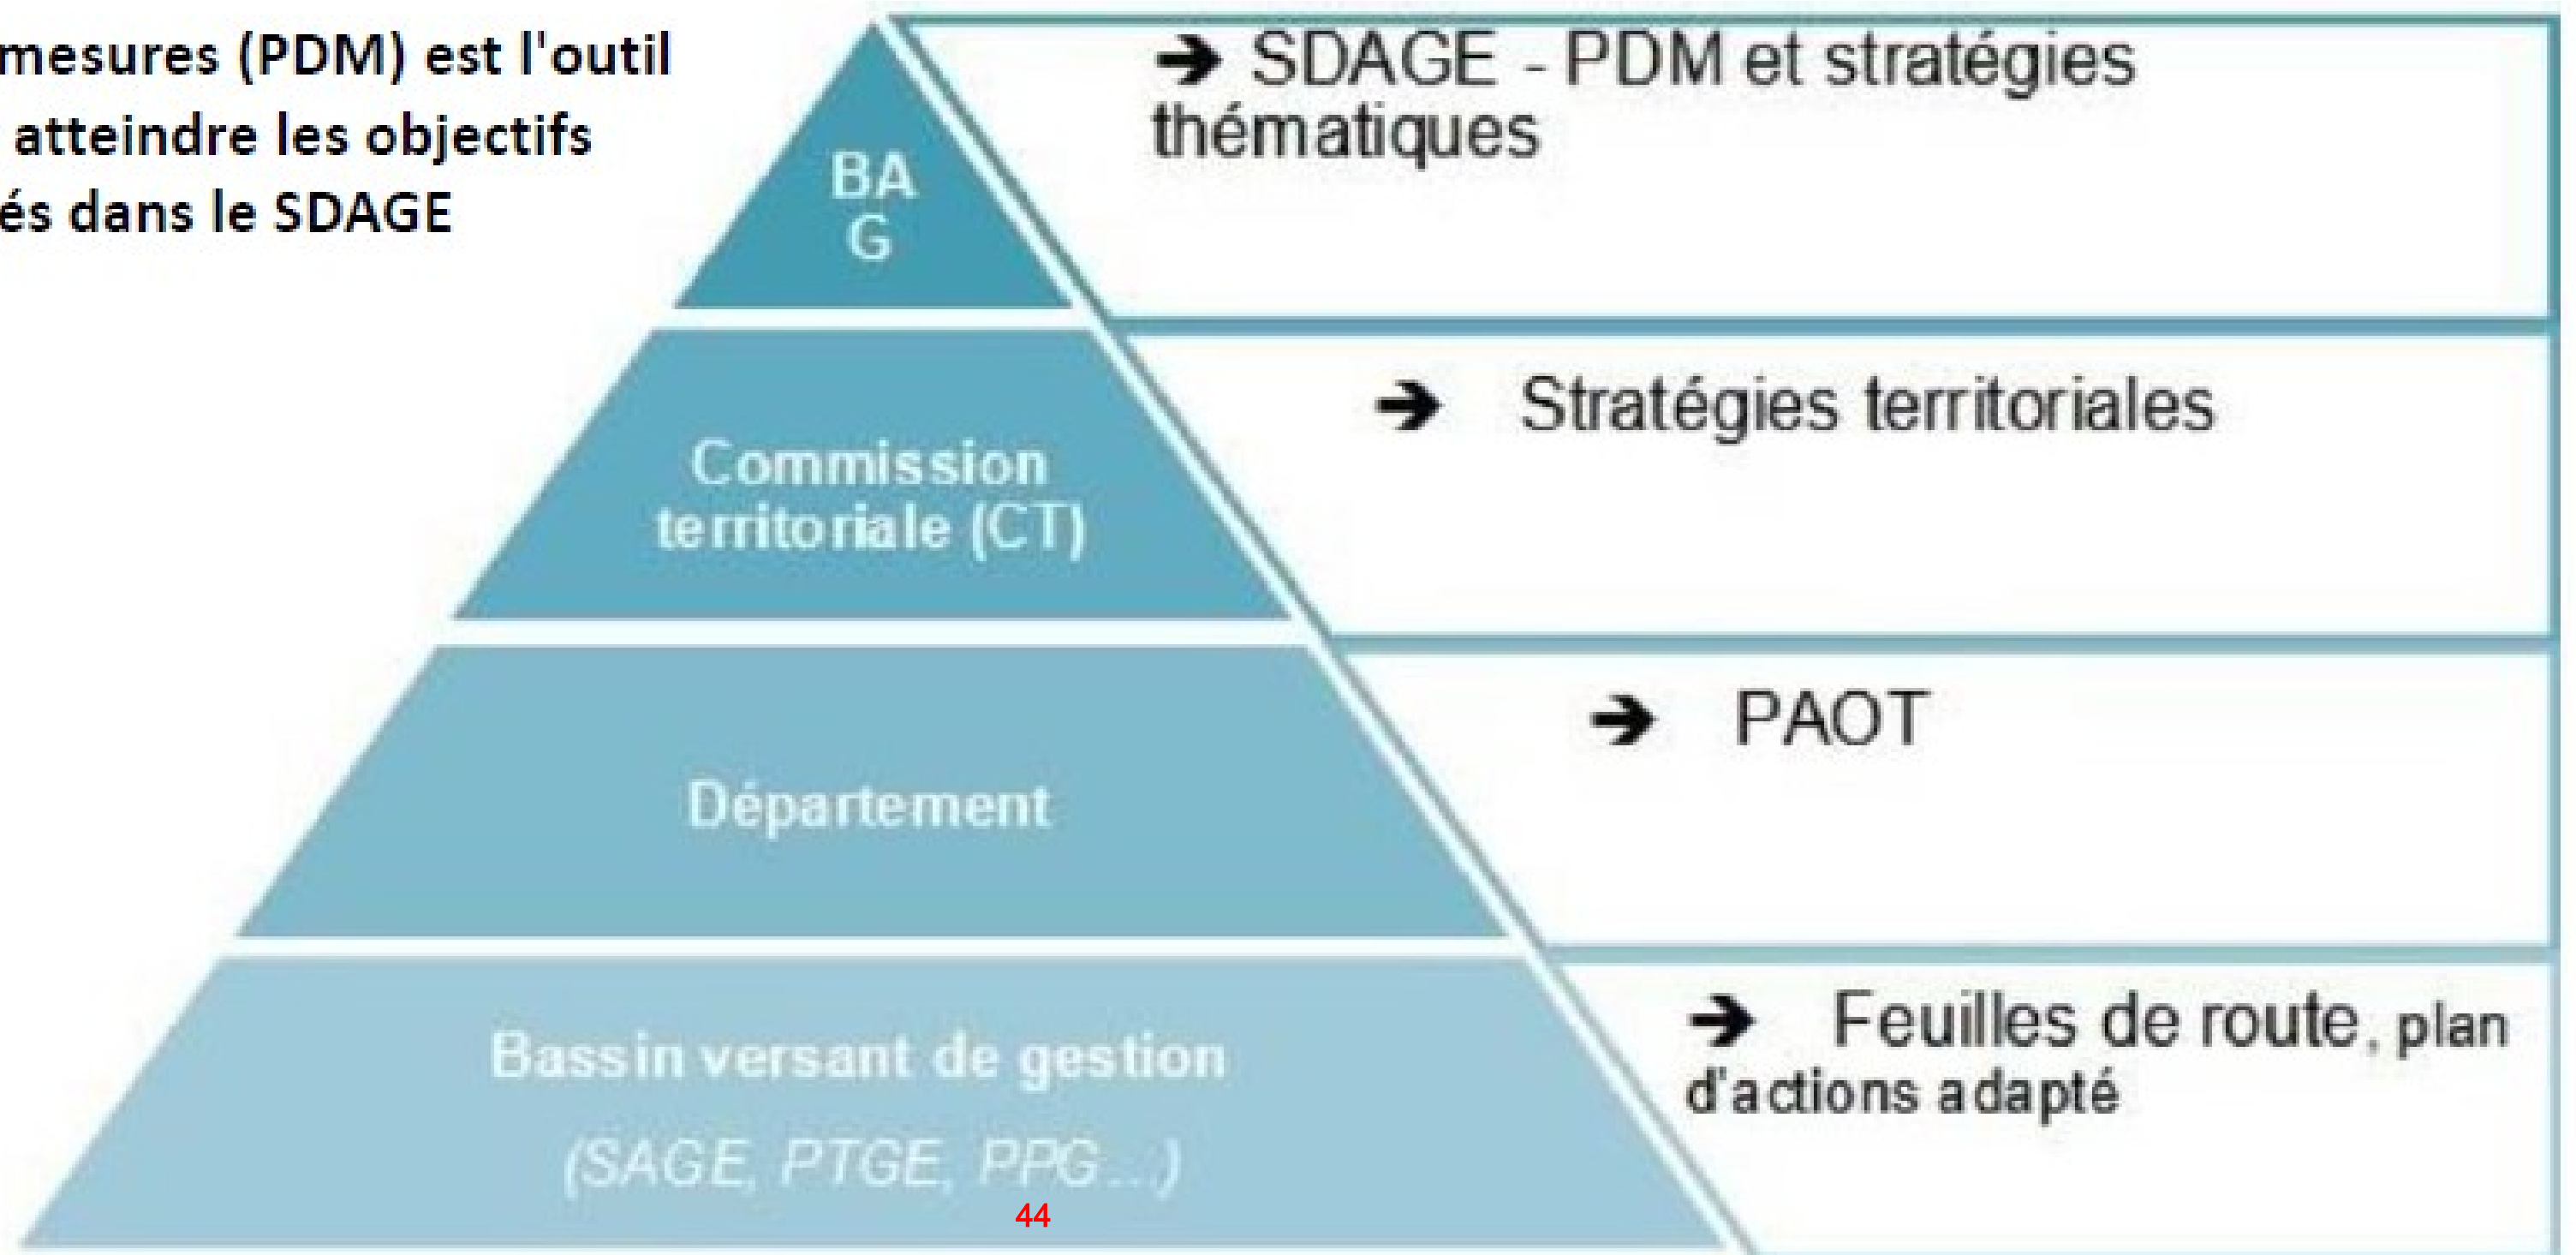 mesures (PDM) est l'outil
atteindre les objectifs
és dans le SDAGE
BA
G
➔ SDAGE - PDM et stratégies
thématiques
Commission
territoriale (CT)
➔ Stratégies territoriales
Département
➔ PAOT
Bassin versant de gestion
(SAGE, PTGE, PPG...)
➔ Feuilles de route, plan
d'actions adapté
44